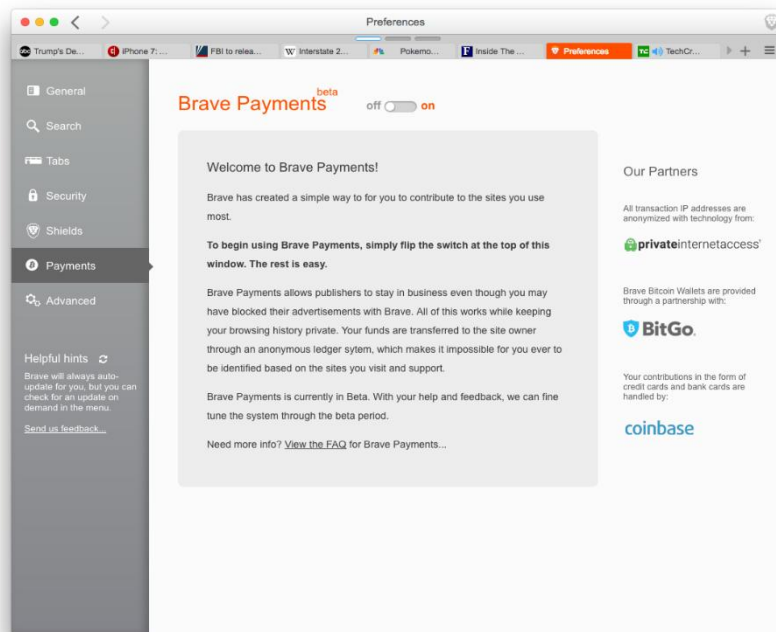 Preferences
Trump's De...
iPhone 7: ...
FBI to relea...
W Interstate 2...
Pokemo...
F Inside The ...
Preferences
TC TechCr...
General
Search
Tabs
Security
Shields
Payments
Advanced
Helpful hints
Brave will always auto-
update for you, but you can
check for an update on
demand in the menu.
Send us feedback...
Brave Payments beta
off on
Welcome to Brave Payments!
Brave has created a simple way to for you to contribute to the sites you use
most.
To begin using Brave Payments, simply flip the switch at the top of this
window. The rest is easy.
Brave Payments allows publishers to stay in business even though you may
have blocked their advertisements with Brave. All of this works while keeping
your browsing history private. Your funds are transferred to the site owner
through an anonymous ledger sytem, which makes it impossible for you ever to
be identified based on the sites you visit and support.
Brave Payments is currently in Beta. With your help and feedback, we can fine
tune the system through the beta period.
Need more info? View the FAQ for Brave Payments...
Our Partners
All transaction IP addresses are
anonymized with technology from:
privateinternetaccess
Brave Bitcoin Wallets are provided
through a partnership with:
BitGo.
Your contributions in the form of
credit cards and bank cards are
handled by:
coinbase